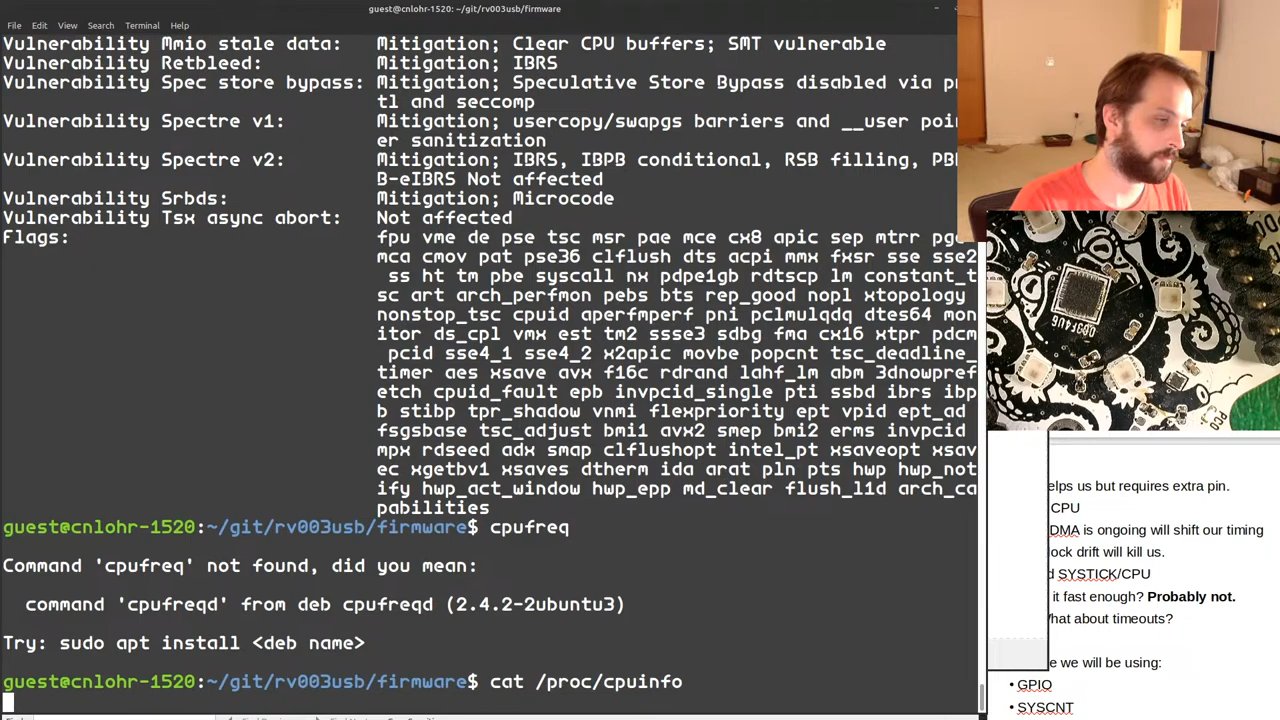 guest@cnlohr-1520:~/git/rv003usb/firmware
File Edit View Search Terminal Help
Vulnerability Mmio stale data: Mitigation; Clear CPU buffers; SMT vulnerable
Vulnerability Retbleed: Mitigation; IBRS
Vulnerability Spec store bypass: Mitigation; Speculative Store Bypass disabled via pr
tl and seccomp
Vulnerability Spectre v1: Mitigation; usercopy/swapgs barriers and __user poin
er sanitization
Vulnerability Spectre v2: Mitigation; IBRS, IBPB conditional, RSB filling, PB
B-eIBRS Not affected
Vulnerability Srbds: Mitigation; Microcode
Vulnerability Tsx async abort: Not affected
Flags: fpu vme de pse tsc msr pae mce cx8 apic sep mtrr pge
mca cmov pat pse36 clflush dts acpi mmx fxsr sse sse2
ss ht tm pbe syscall nx pdpe1gb rdtscp lm constant_t
sc art arch_perfmon pebs bts rep_good nopl xtopology
nonstop_tsc cpuid aperfmperf pni pclmulqdq dtes64 mon
itor ds_cpl vmx est tm2 ssse3 sdbg fma cx16 xtpr pdcm
pcid sse4_1 sse4_2 x2apic movbe popcnt tsc_deadline_
timer aes xsave avx f16c rdrand lahf_lm abm 3dnowpref
etch cpuid_fault epb invpcid_single pti ssbd ibrs ibp
b stibp tpr_shadow vnmi flexpriority ept vpid ept_ad
fsgsbase tsc_adjust bmi1 avx2 smep bmi2 erms invpcid
mpx rdseed adx smap clflushopt intel_pt xsaveopt xsav
ec xgetbv1 xsaves dtherm ida arat pln pts hwp hwp_not
ify hwp_act_window hwp_epp md_clear flush_l1d arch_ca
pabilities
guest@cnlohr-1520:~/git/rv003usb/firmware$ cpufreq
Command 'cpufreq' not found, did you mean:
command 'cpufreqd' from deb cpufreqd (2.4.2-2ubuntu3)
Try: sudo apt install <deb name>
guest@cnlohr-1520:~/git/rv003usb/firmware$ cat /proc/cpuinfo
elps us but requires extra pin.
CPU
DMA is ongoing will shift our timing
lock drift will kill us.
d SYSTICK/CPU
it fast enough? Probably not.
hat about timeouts?
e we will be using:
• GPIO
• SYSCNT